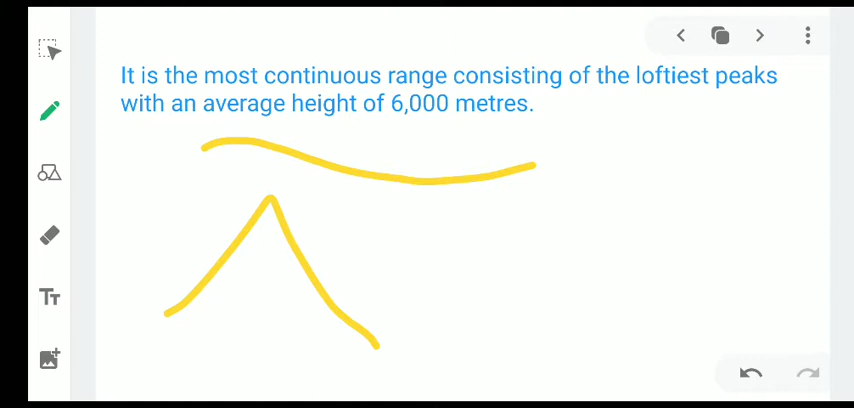 It is the most continuous range consisting of the loftiest peaks
with an average height of 6,000 metres.
TT